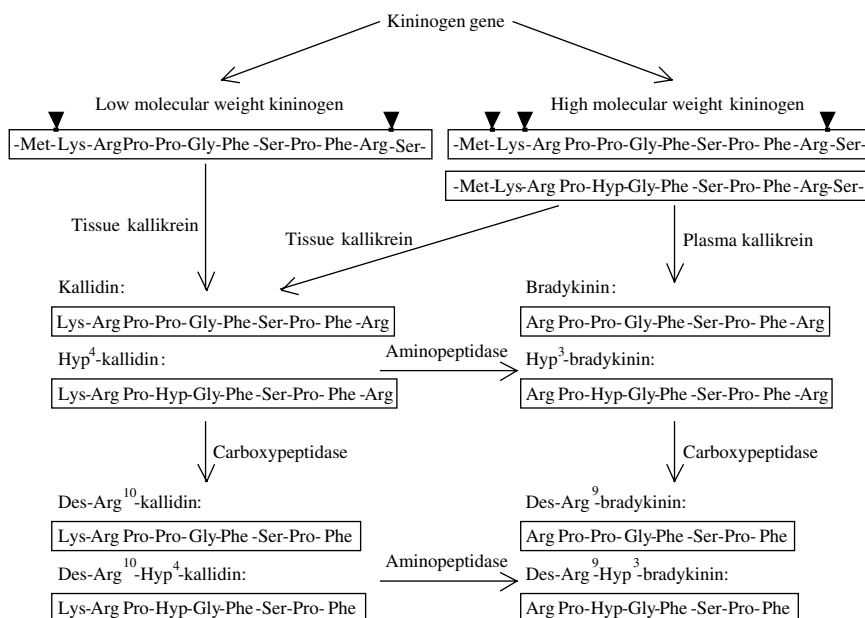 Kininogen gene
Low molecular weight kininogen
High molecular weight kininogen
-Met-Lys-ArgPro-Pro-Gly-Phe -Ser-Pro- Phe-Arg-Ser-
-Met-Lys-Arg Pro-Pro-Gly-Phe-Ser-Pro- Phe-Arg-Ser-
-Met-Lys-Arg Pro-Hyp-Gly-Phe -Ser-Pro-Phe-Arg-Ser-
Tissue kallikrein
Tissue kallikrein
Plasma kallikrein
Kallidin:
Bradykinin:
Lys-Arg Pro-Pro-Gly-Phe-Ser-Pro- Phe -Arg
Arg Pro-Pro-Gly-Phe-Ser-Pro- Phe-Arg
Hyp4-kallidin:
Aminopeptidase
Hyp3-bradykinin:
Lys-Arg Pro-Hyp-Gly-Phe -Ser-Pro- Phe -Arg
Arg Pro-Hyp-Gly-Phe -Ser-Pro- Phe -Arg
Carboxypeptidase
Carboxypeptidase
Des-Arg10-kallidin:
Des-Arg9-bradykinin:
Lys-Arg Pro-Pro-Gly-Phe -Ser-Pro- Phe
Arg Pro-Pro-Gly-Phe -Ser-Pro- Phe
Des-Arg10-Hyp4-kallidin:
Aminopeptidase
Des-Arg9-Hyp3-bradykinin:
Lys-Arg Pro-Hyp-Gly-Phe -Ser-Pro- Phe
Arg Pro-Hyp-Gly-Phe-Ser-Pro-Phe